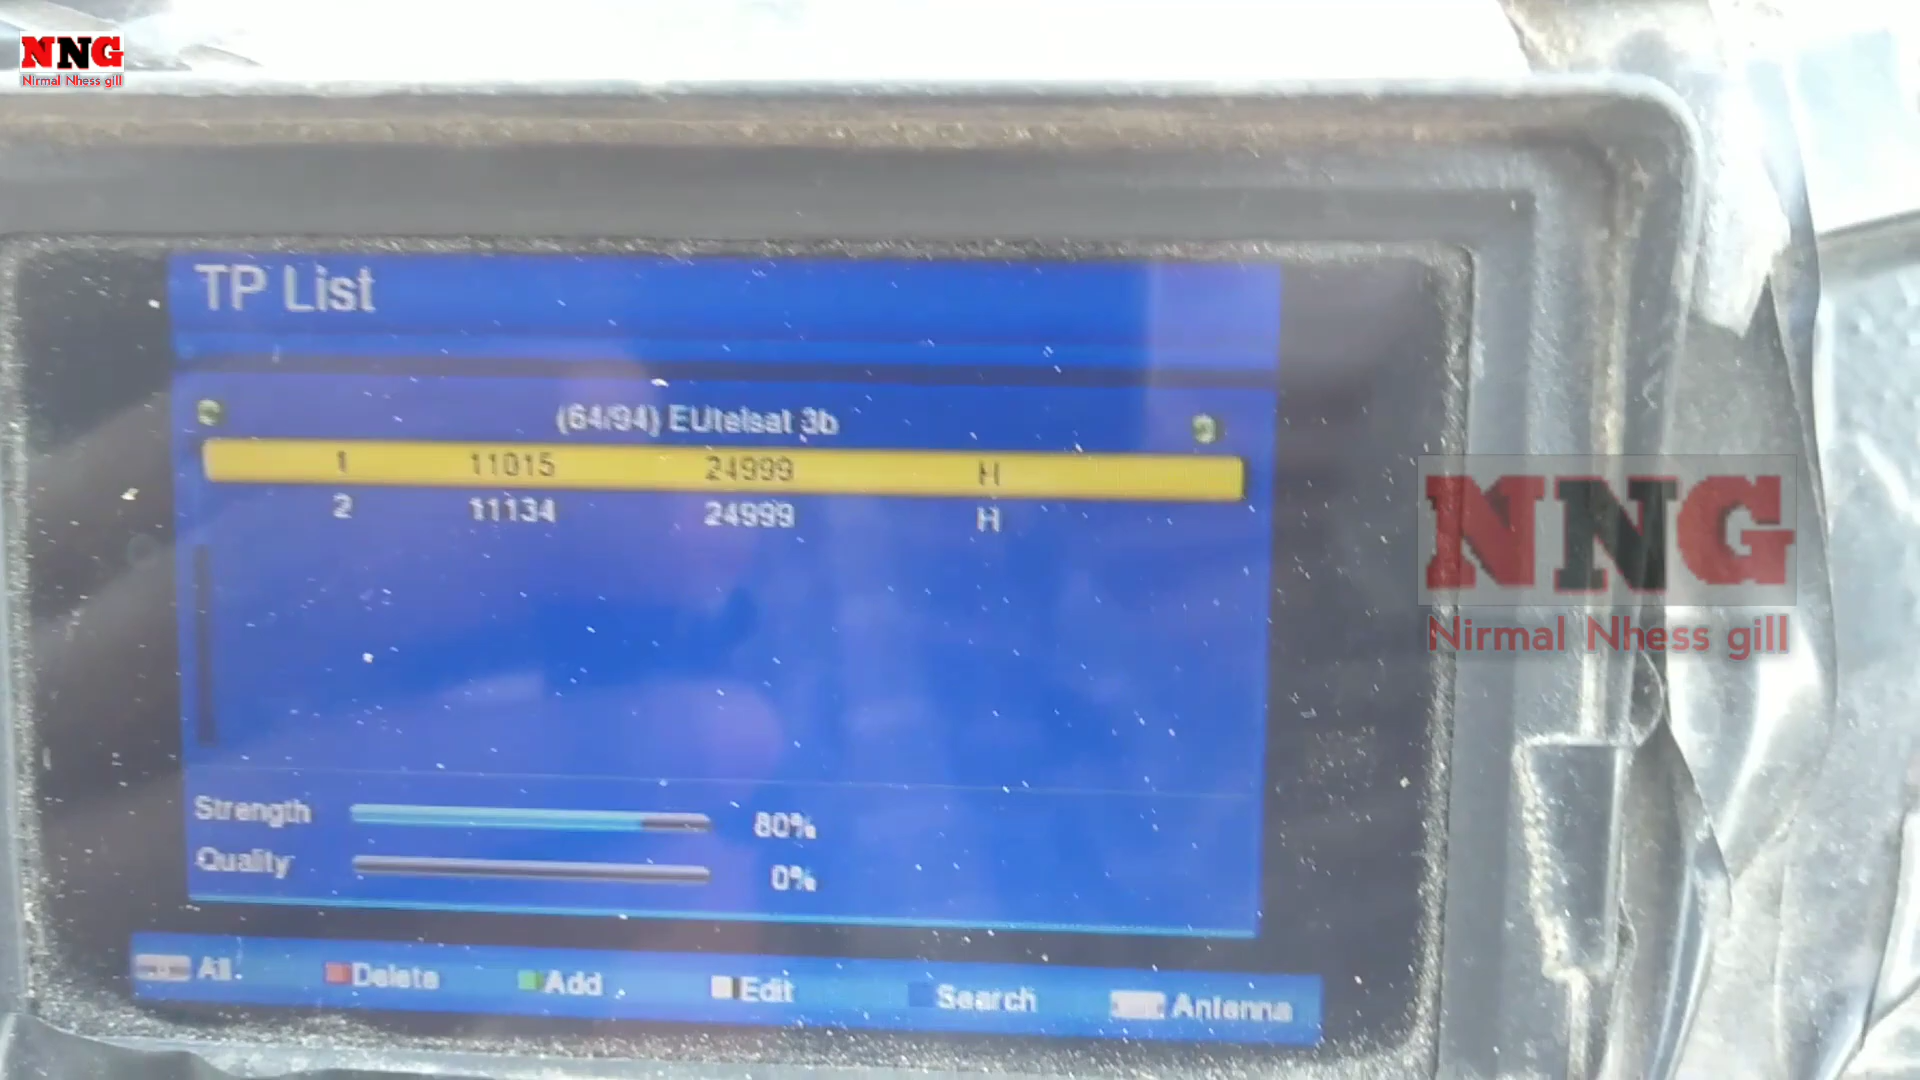 NNG
Nirmal Nhess gill
TP List
(64/94) EUtelsat 3b
1 11015 24999 H
2 11134 24999 H
NNG
Nirmal Nhess gill
Strength 80%
Quality 0%
All Delete Add Edit Search Antenna